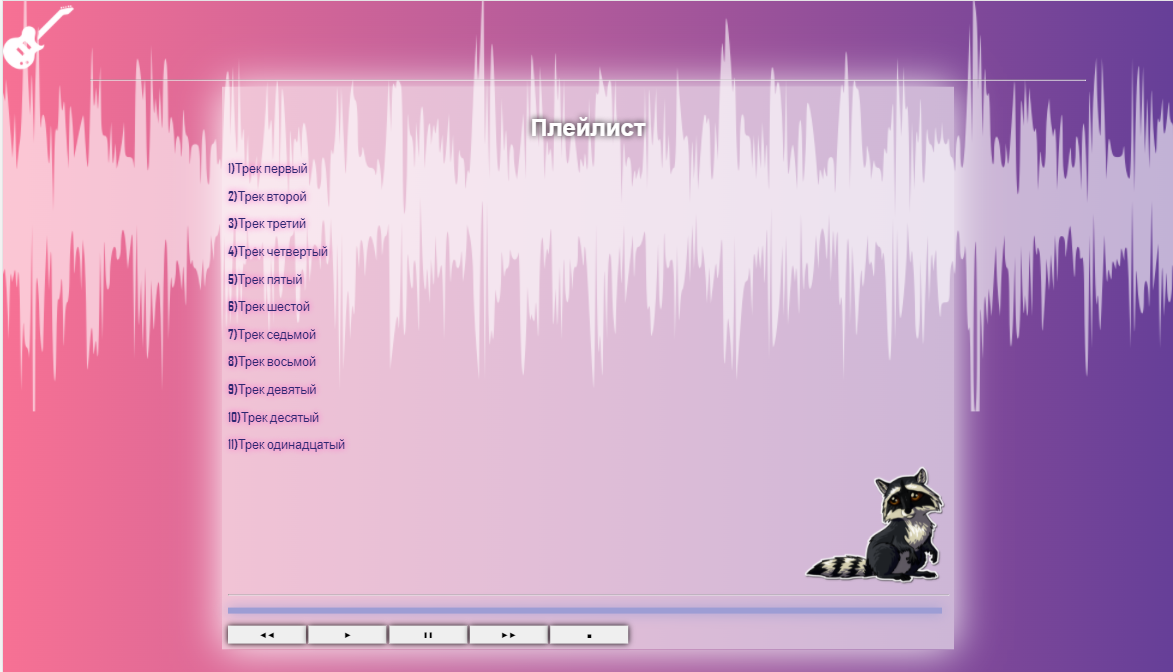 Плейлист
1)Трек первый
2)Трек второй
3)Трек третий
4)Трек четвертый
5)Трек пятый
6)Трек шестой
7)Трек седьмой
8)Трек восьмой
9)Трек девятый
10)Трек десятый
11)Трек одинадцатый